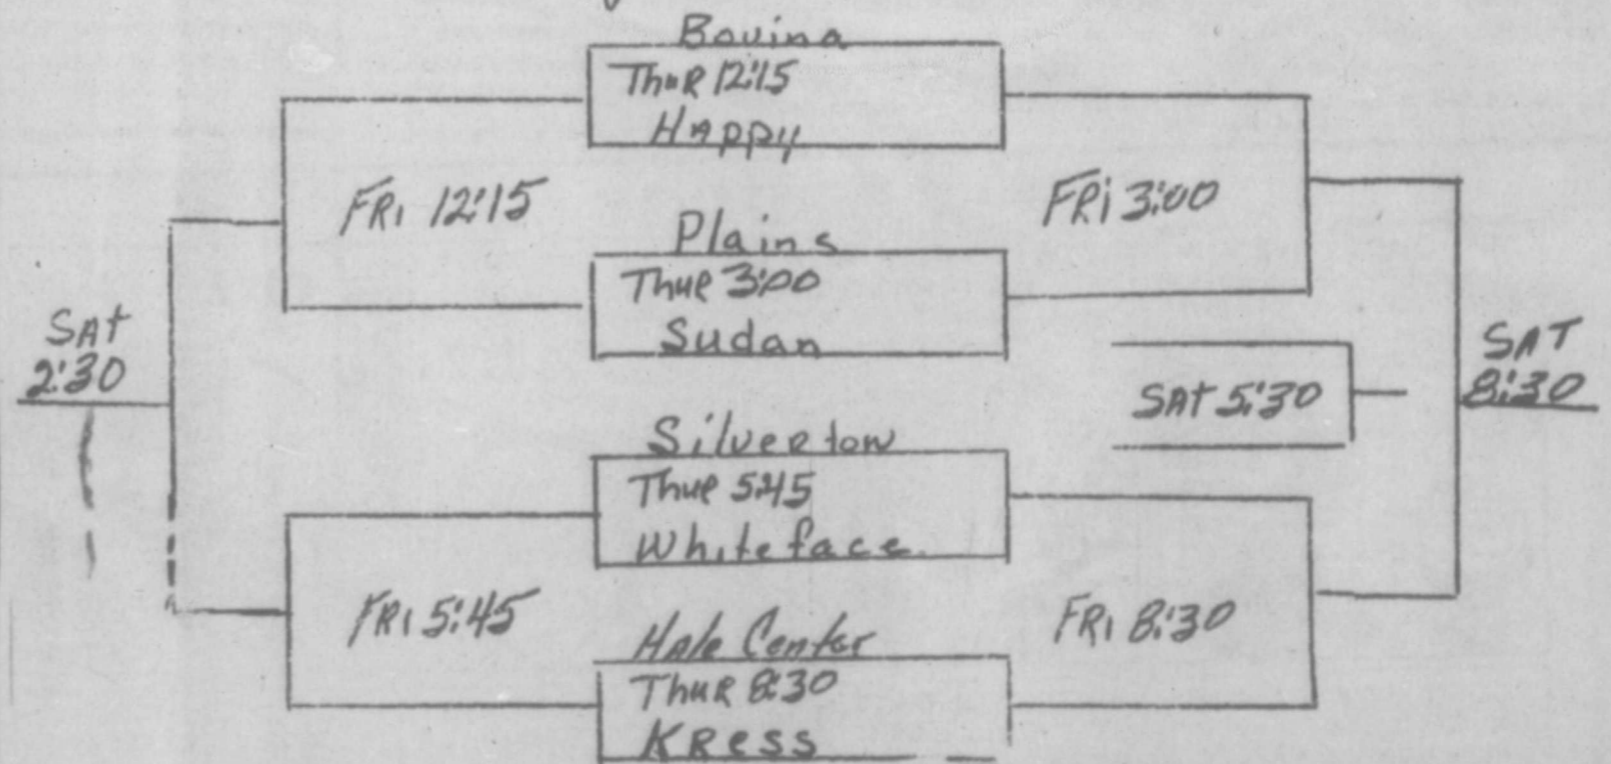 Bovina
Thur 12:15
Happy
Fri 12:15
Fri 3:00
Plains
Thur 3:00
Sudan
Sat
2:30
Sat 5:30
Sat
8:30
Silverton
Thur 5:45
Whiteface
Fri 5:45
Fri 8:30
Hale Center
Thur 8:30
Kress